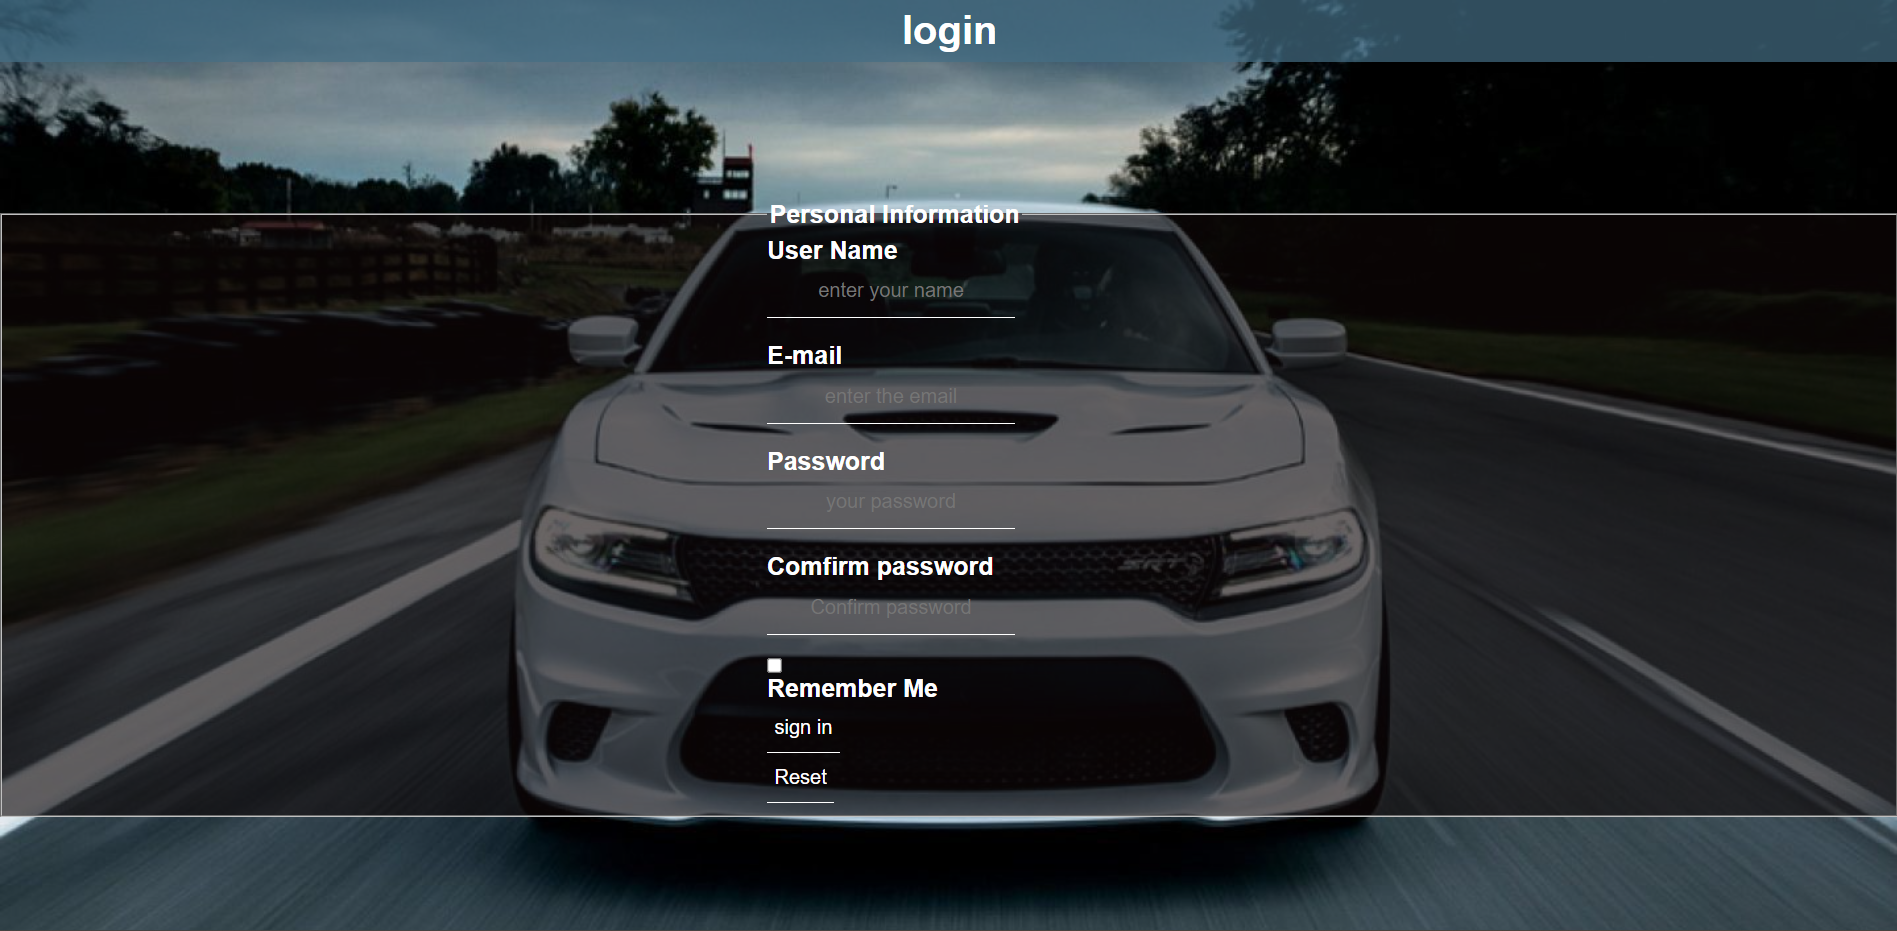 login
Personal Information
User Name
enter your name
E-mail
enter the email
Password
your password
Comfirm password
SRT
Confirm password
Remember Me
sign in
Reset